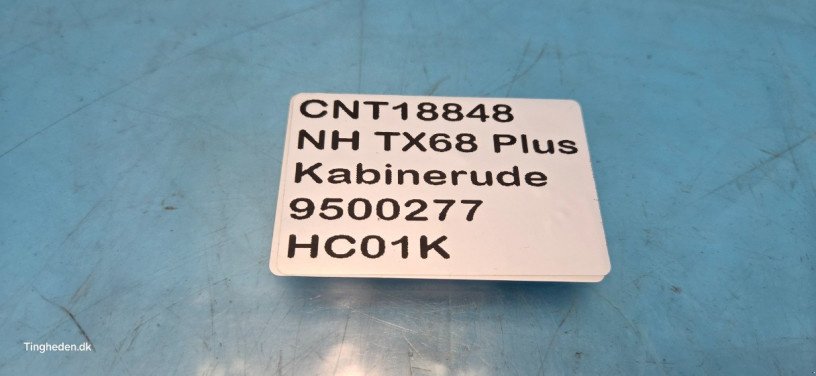 CNT18848
NH TX68 Plus
Kabinerude
9500277
HC01K
Tingheden.dk